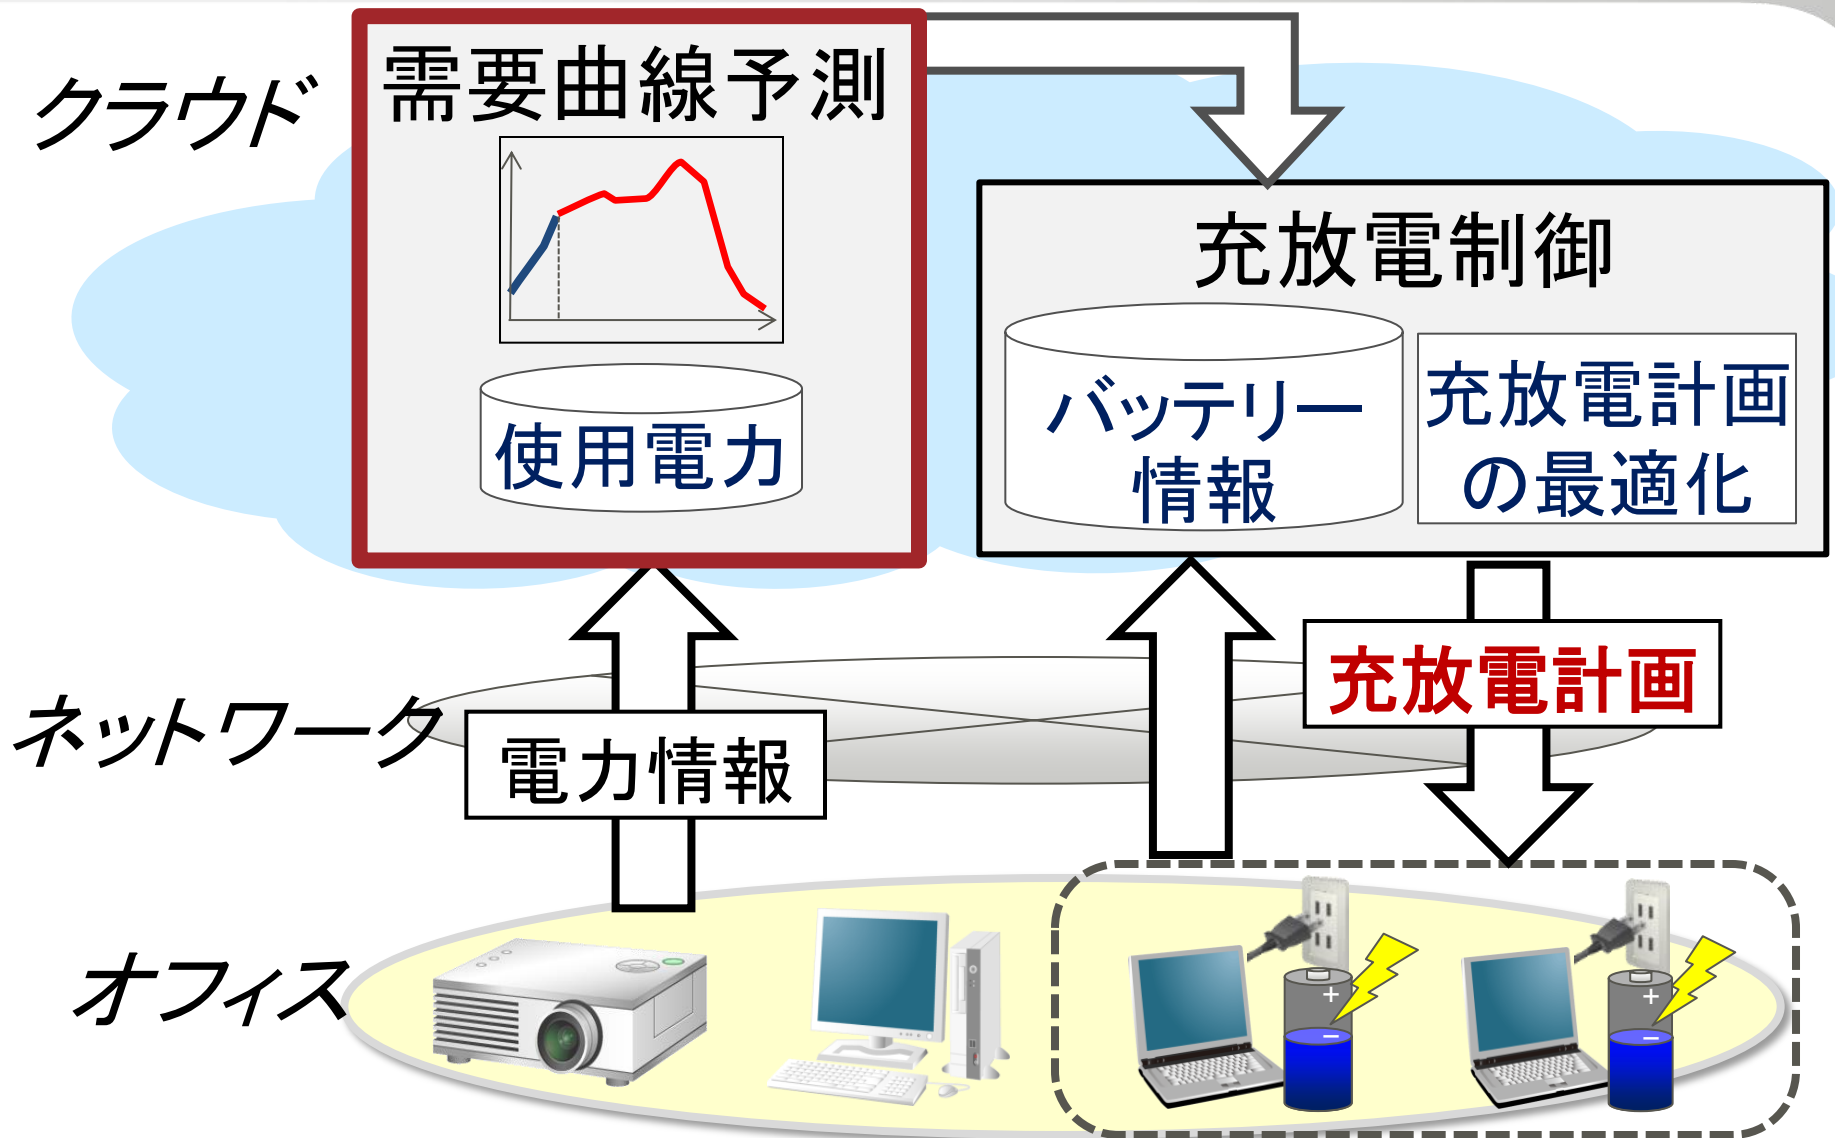 クラウド
需要曲線予測
使用電力
充放電制御
バッテリー
情報
充放電計画
の最適化
ネットワーク
電力情報
充放電計画
オフィス
+
−
+
−